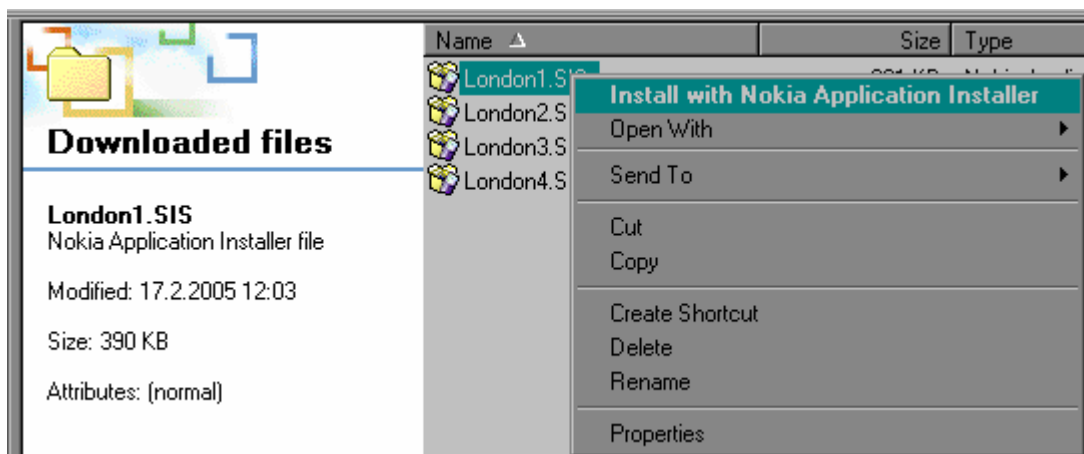 Name Size Type
London1.SIS
London2.S
London3.S
London4.S
Install with Nokia Application Installer
Open With
Send To
Cut
Copy
Create Shortcut
Delete
Rename
Properties
Downloaded files
London1.SIS
Nokia Application Installer file
Modified: 17.2.2005 12:03
Size: 390 KB
Attributes: (normal)